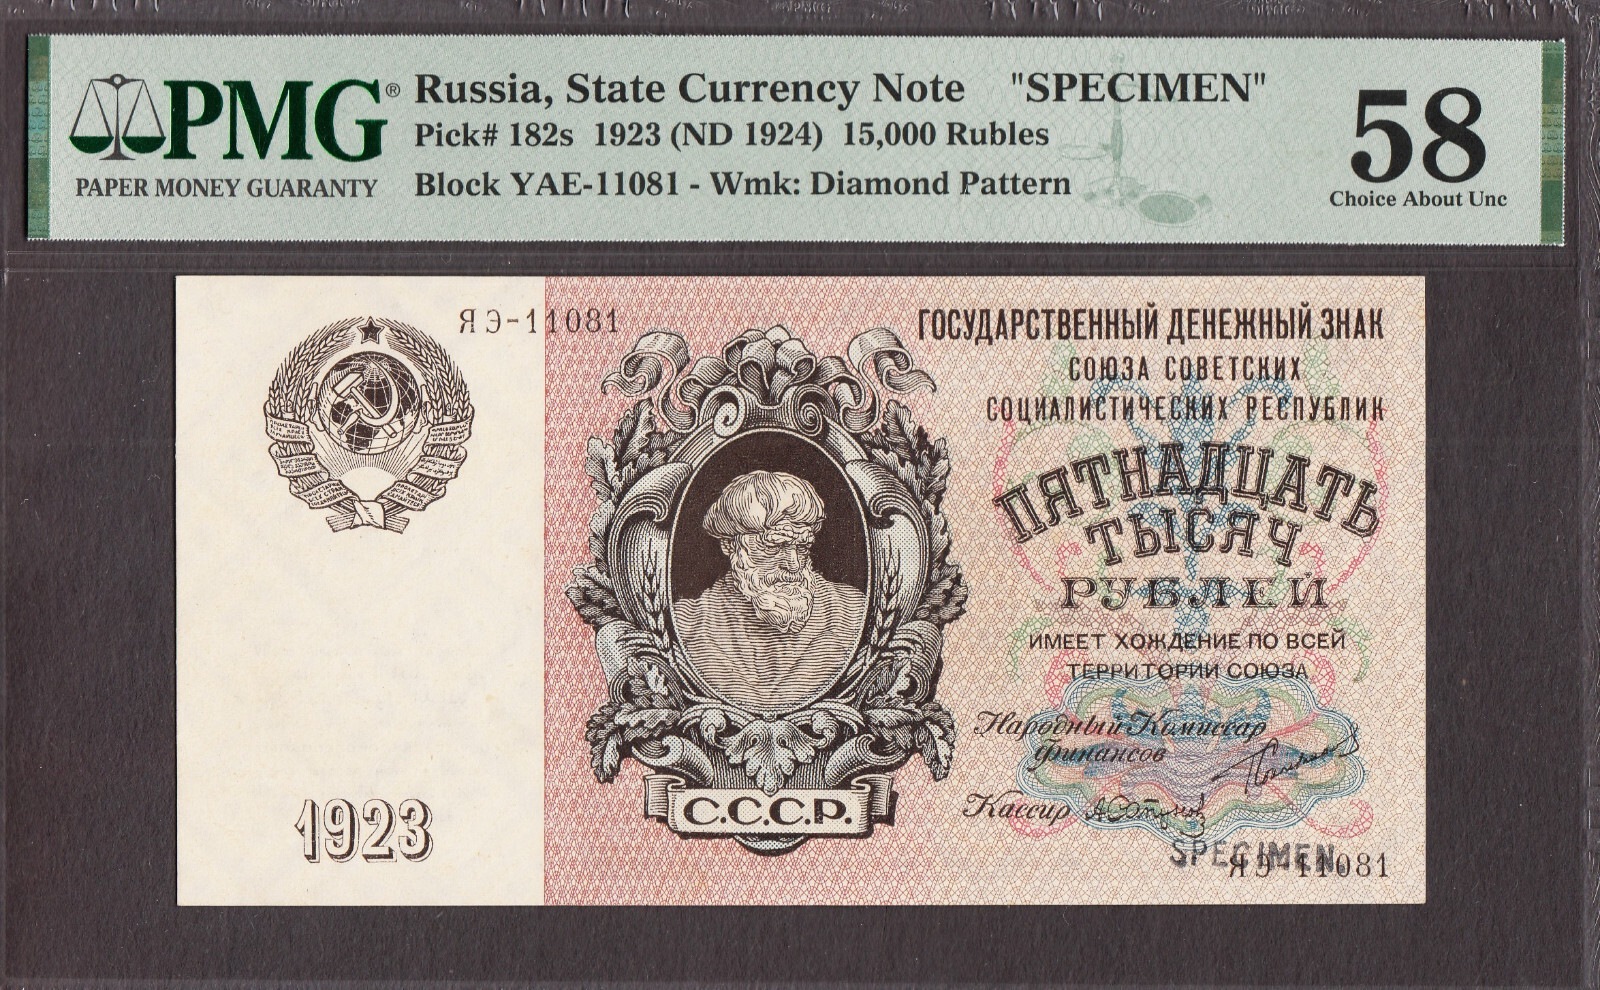 PMG®
PAPER MONEY GUARANTY
Russia, State Currency Note "SPECIMEN"
Pick# 182s 1923 (ND 1924) 15,000 Rubles
Block YAE-11081 - Wmk: Diamond Pattern
58
Choice About Unc
ЯЭ-11081
ГОСУДАРСТВЕННЫЙ ДЕНЕЖНЫЙ ЗНАК
СОЮЗА СОВЕТСКИХ
СОЦИАЛИСТИЧЕСКИХ РЕСПУБЛИК
ПЯТНАДЦАТЬ
ТЫСЯЧ
РУБЛЕЙ
ИМЕЕТ ХОЖДЕНИЕ ПО ВСЕЙ
ТЕРРИТОРИИ СОЮЗА
Народный Комиссар
финансов
Кассир
С.С.С.Р.
1923
SPECIMEN.
ЯЭ-11081